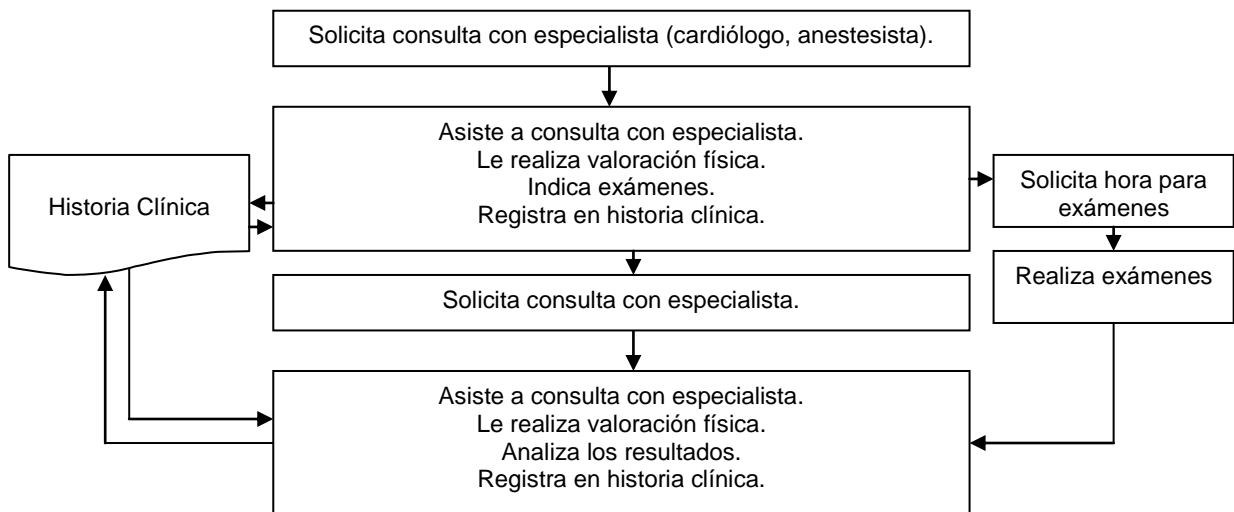 Solicita consulta con especialista (cardiólogo, anestesista).
Asiste a consulta con especialista.
Le realiza valoración física.
Indica exámenes.
Registra en historia clínica.
Historia Clínica
Solicita hora para
exámenes
Realiza exámenes
Solicita consulta con especialista.
Asiste a consulta con especialista.
Le realiza valoración física.
Analiza los resultados.
Registra en historia clínica.